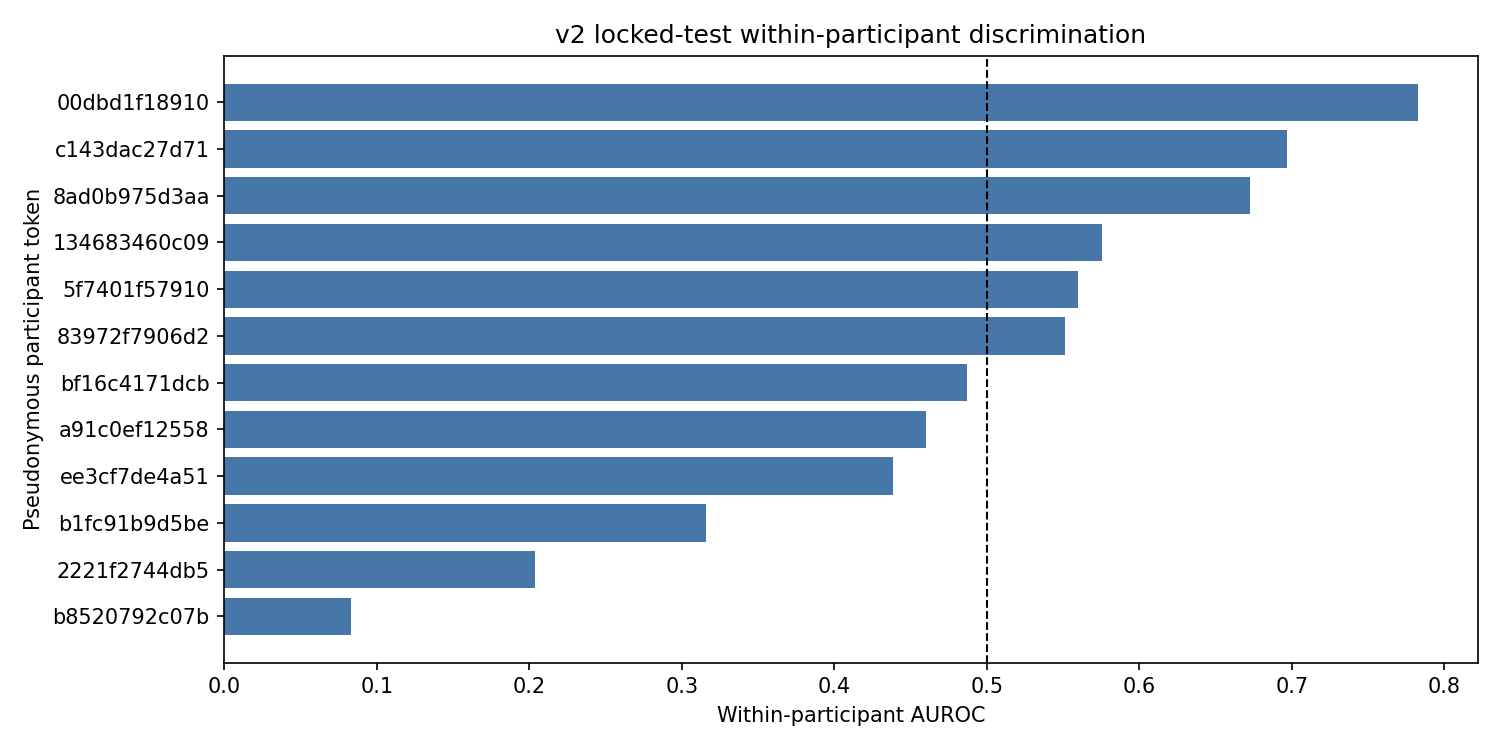 v2 locked-test within-participant discrimination
Pseudonymous participant token
00dbd1f18910
c143dac27d71
8ad0b975d3aa
134683460c09
5f7401f57910
83972f7906d2
bf16c4171dcb
a91c0ef12558
ee3cf7de4a51
b1fc91b9d5be
2221f2744db5
b8520792c07b
0.0 0.1 0.2 0.3 0.4 0.5 0.6 0.7 0.8
Within-participant AUROC